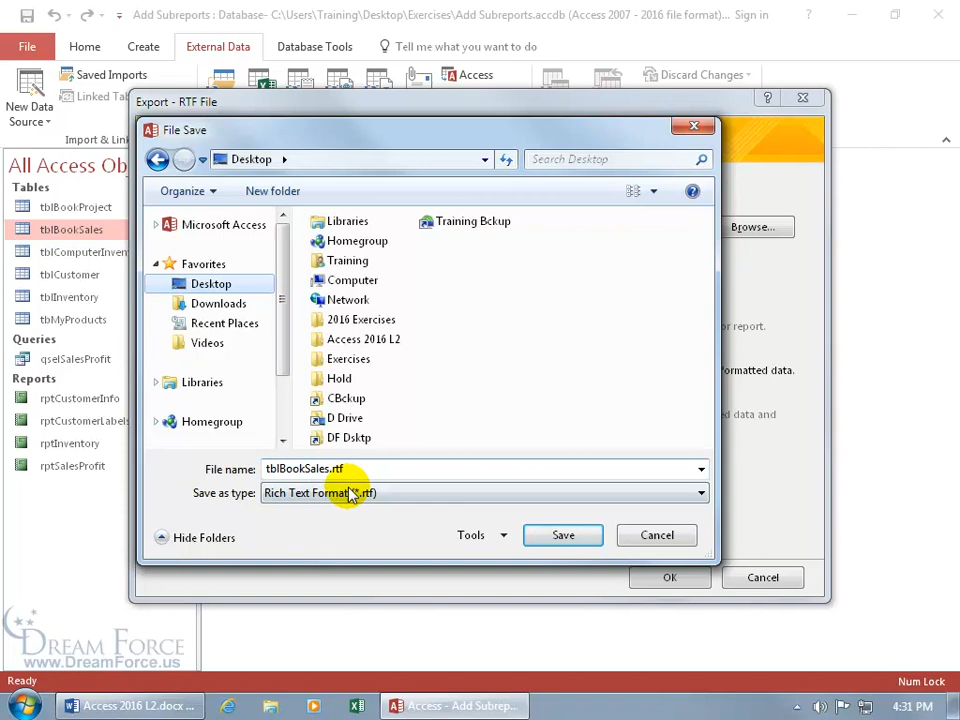 Add Subreports : Database- C:\Users\Training\Desktop\Exercises\Add Subreports.accdb (Access 2007 - 2016 file format)... Sign in
File Home Create External Data Database Tools Tell me what you want to do
New Data Source
Saved Imports
Linked Tab
Import & Link
Access
Discard Changes
Export - RTF File
File Save
Desktop
Search Desktop
Organize New folder
All Access Ob
Tables
tblBookProject
tblBookSales
tblComputerInven
tblCustomer
tblInventory
tblMyProducts
Queries
qselSalesProfit
Reports
rptCustomerInfo
rptCustomerLabels
rptInventory
rptSalesProfit
Microsoft Access
Favorites
Desktop
Downloads
Recent Places
Videos
Libraries
Homegroup
Libraries
Homegroup
Training
Computer
Network
2016 Exercises
Access 2016 L2
Exercises
Hold
CBckup
D Drive
DF Dsktp
Training Bckup
Browse...
or report.
formatted data.
ed data and
File name: tblBookSales.rtf
Save as type: Rich Text Format (*.rtf)
Hide Folders Tools Save Cancel
OK Cancel
DREAM FORCE
www.DreamForce.us
Ready Num Lock
Access 2016 L2.docx ... Access - Add Subrep... 4:31 PM